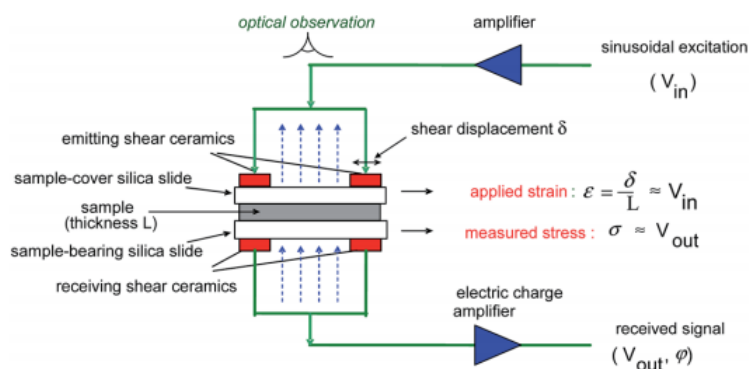 optical observation
amplifier
sinusoidal excitation
( V_in )
emitting shear ceramics
shear displacement δ
sample-cover silica slide
sample
(thickness L)
applied strain : ε = δ/L ≈ V_in
measured stress : σ ≈ V_out
sample-bearing silica slide
receiving shear ceramics
electric charge
amplifier
received signal
( V_out, φ)